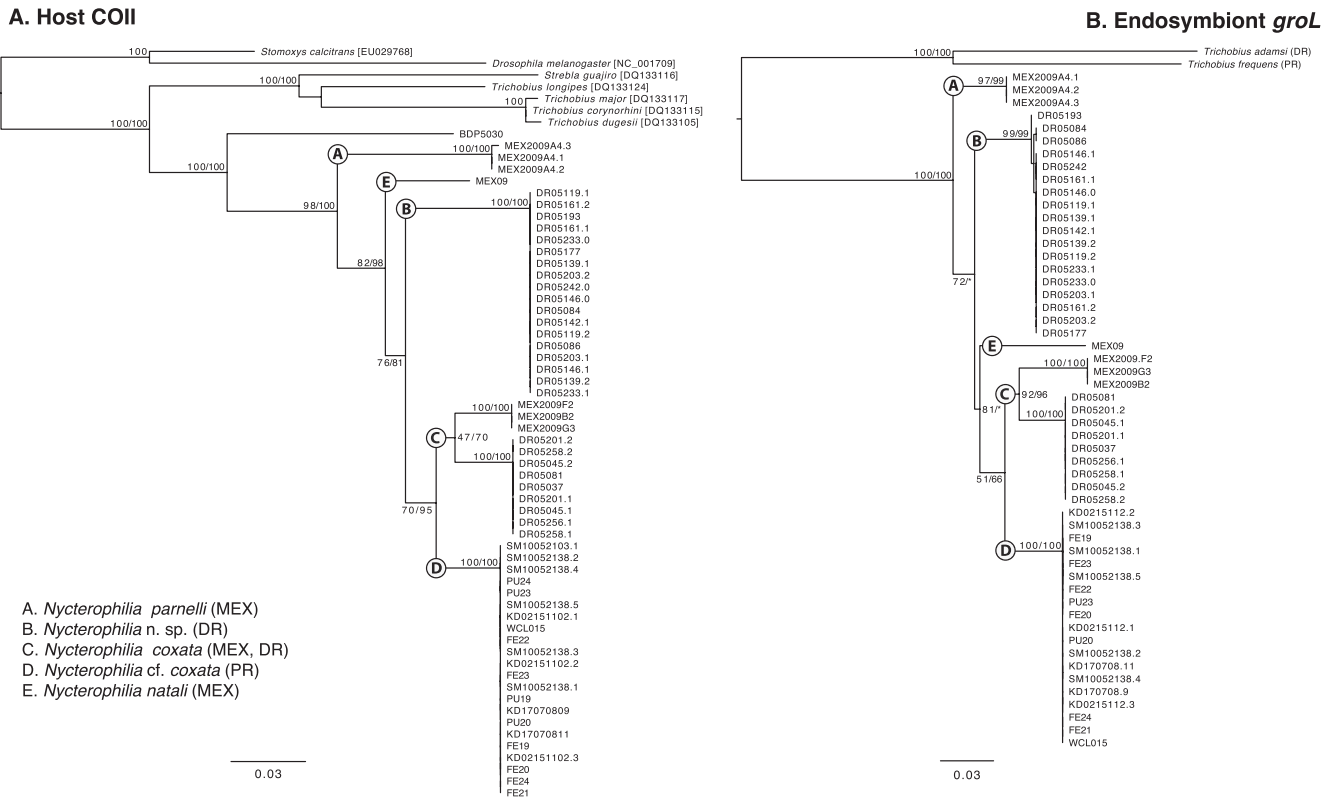 A. Host COII
100
Stomoxys calcitrans [EU029768]
Drosophila melanogaster [NC_001709]
100/100
Strebla guajiro [DQ133116]
Trichobius longipes [DQ133124]
100
Trichobius major [DQ133117]
Trichobius corynorhini [DQ133115]
Trichobius dugesii [DQ133105]
100/100
BDP5030
100/100
A
100/100
MEX2009A4.3
MEX2009A4.1
MEX2009A4.2
98/100
E
MEX09
82/98
B
100/100
DR05119.1
DR05161.2
DR05193
DR05161.1
DR05233.0
DR05177
DR05139.1
DR05203.2
DR05242.0
DR05146.0
DR05084
DR05142.1
DR05119.2
DR05086
DR05203.1
DR05146.1
DR05139.2
DR05233.1
76/81
100/100
MEX2009F2
MEX2009B2
MEX2009G3
C
47/70
100/100
DR05201.2
DR05258.2
DR05045.2
DR05081
DR05037
DR05201.1
DR05045.1
DR05256.1
DR05258.1
70/95
D
100/100
SM10052103.1
SM10052138.2
SM10052138.4
PU24
PU23
SM10052138.5
KD02151102.1
WCL015
FE22
SM10052138.3
KD02151102.2
FE23
SM10052138.1
PU19
KD17070809
PU20
KD17070811
FE19
KD02151102.3
FE20
FE24
FE21
A. Nycterophilia parnelli (MEX)
B. Nycterophilia n. sp. (DR)
C. Nycterophilia coxata (MEX, DR)
D. Nycterophilia cf. coxata (PR)
E. Nycterophilia natali (MEX)
0.03
B. Endosymbiont groL
100/100
Trichobius adamsi (DR)
Trichobius frequens (PR)
A
97/99
MEX2009A4.1
MEX2009A4.2
MEX2009A4.3
100/100
B
99/99
DR05193
DR05084
DR05086
DR05146.1
DR05242
DR05161.1
DR05146.0
DR05119.1
DR05139.1
DR05142.1
DR05139.2
DR05119.2
DR05233.1
DR05233.0
DR05203.1
DR05161.2
DR05203.2
DR05177
72/*
E
MEX09
81/*
100/100
MEX2009.F2
MEX2009G3
MEX2009B2
C
92/96
100/100
DR05081
DR05201.2
DR05045.1
DR05201.1
DR05037
DR05256.1
DR05258.1
DR05045.2
DR05258.2
51/66
D
100/100
KD0215112.2
SM10052138.3
FE19
SM10052138.1
FE23
SM10052138.5
FE22
PU23
FE20
KD0215112.1
PU20
SM10052138.2
KD170708.11
SM10052138.4
KD170708.9
KD0215112.3
FE24
FE21
WCL015
0.03